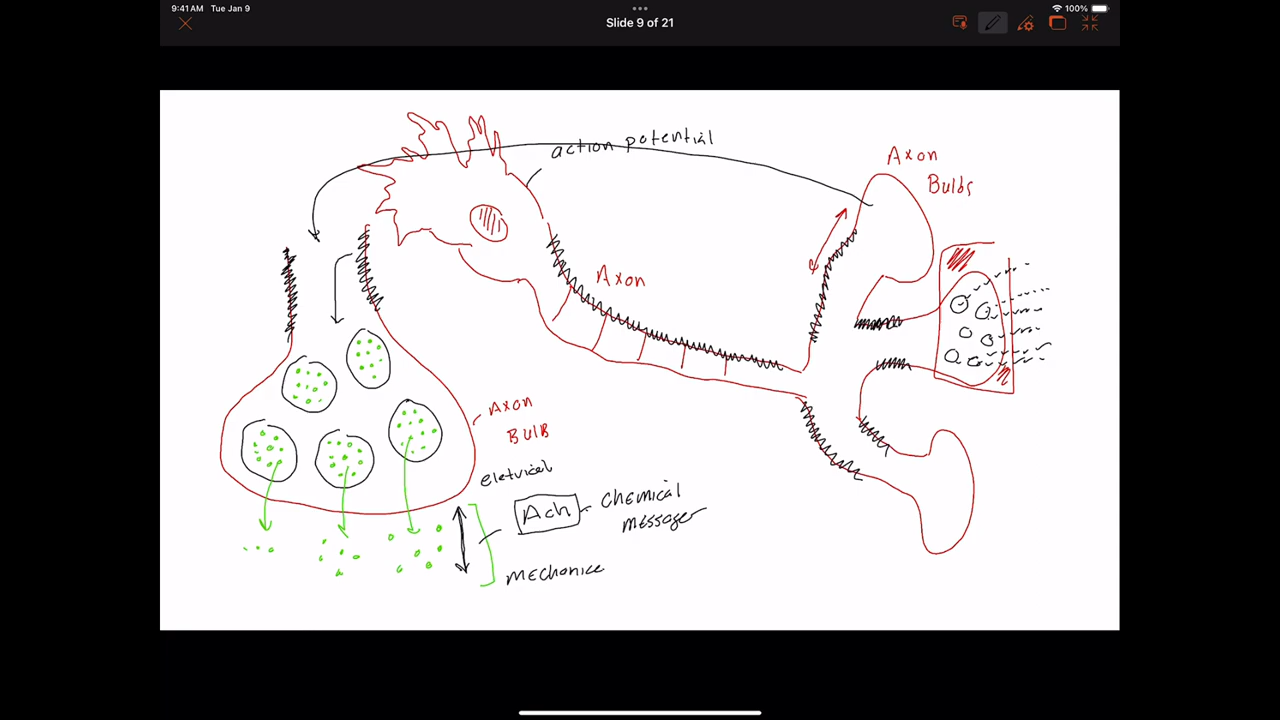 9:41 AM Tue Jan 9
100%
Slide 9 of 21
action potential
Axon
Bulbs
Axon
Axon
BULB
eletrical
Ach
chemical
messager
mechanice